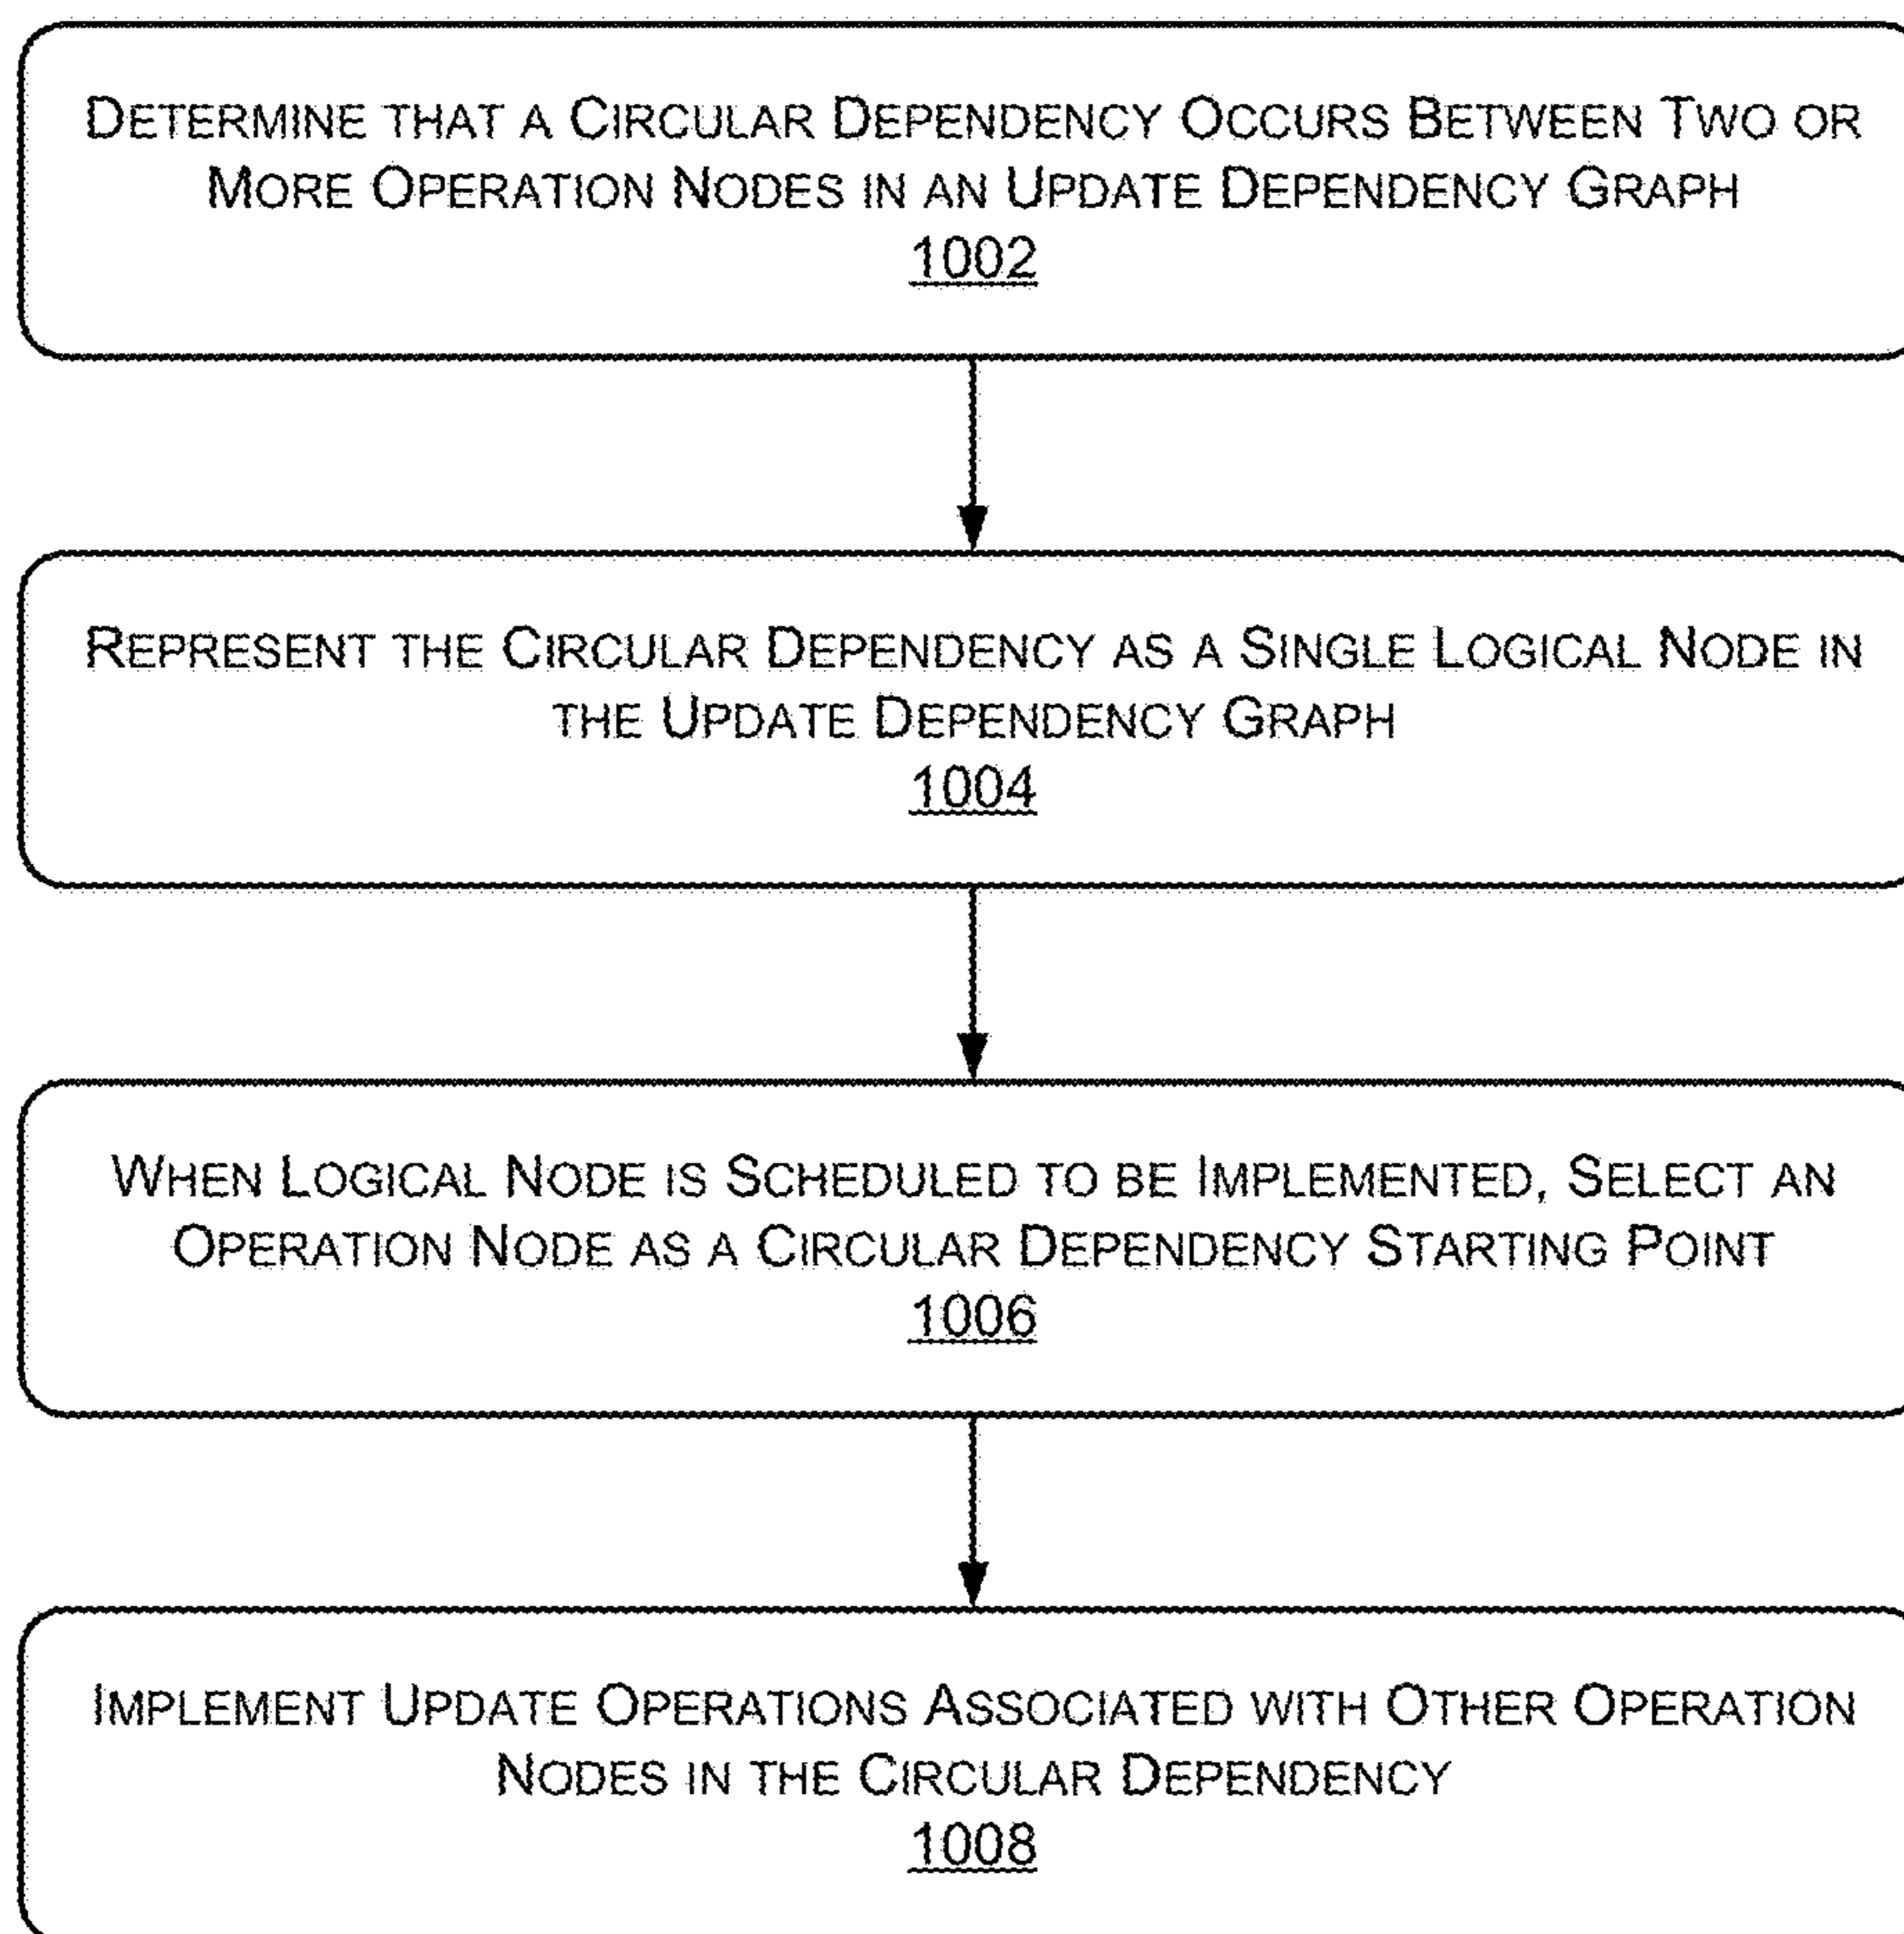 DETERMINE THAT A CIRCULAR DEPENDENCY OCCURS BETWEEN TWO OR
MORE OPERATION NODES IN AN UPDATE DEPENDENCY GRAPH
1002
REPRESENT THE CIRCULAR DEPENDENCY AS A SINGLE LOGICAL NODE IN
THE UPDATE DEPENDENCY GRAPH
1004
WHEN LOGICAL NODE IS SCHEDULED TO BE IMPLEMENTED, SELECT AN
OPERATION NODE AS A CIRCULAR DEPENDENCY STARTING POINT
1006
IMPLEMENT UPDATE OPERATIONS ASSOCIATED WITH OTHER OPERATION
NODES IN THE CIRCULAR DEPENDENCY
1008